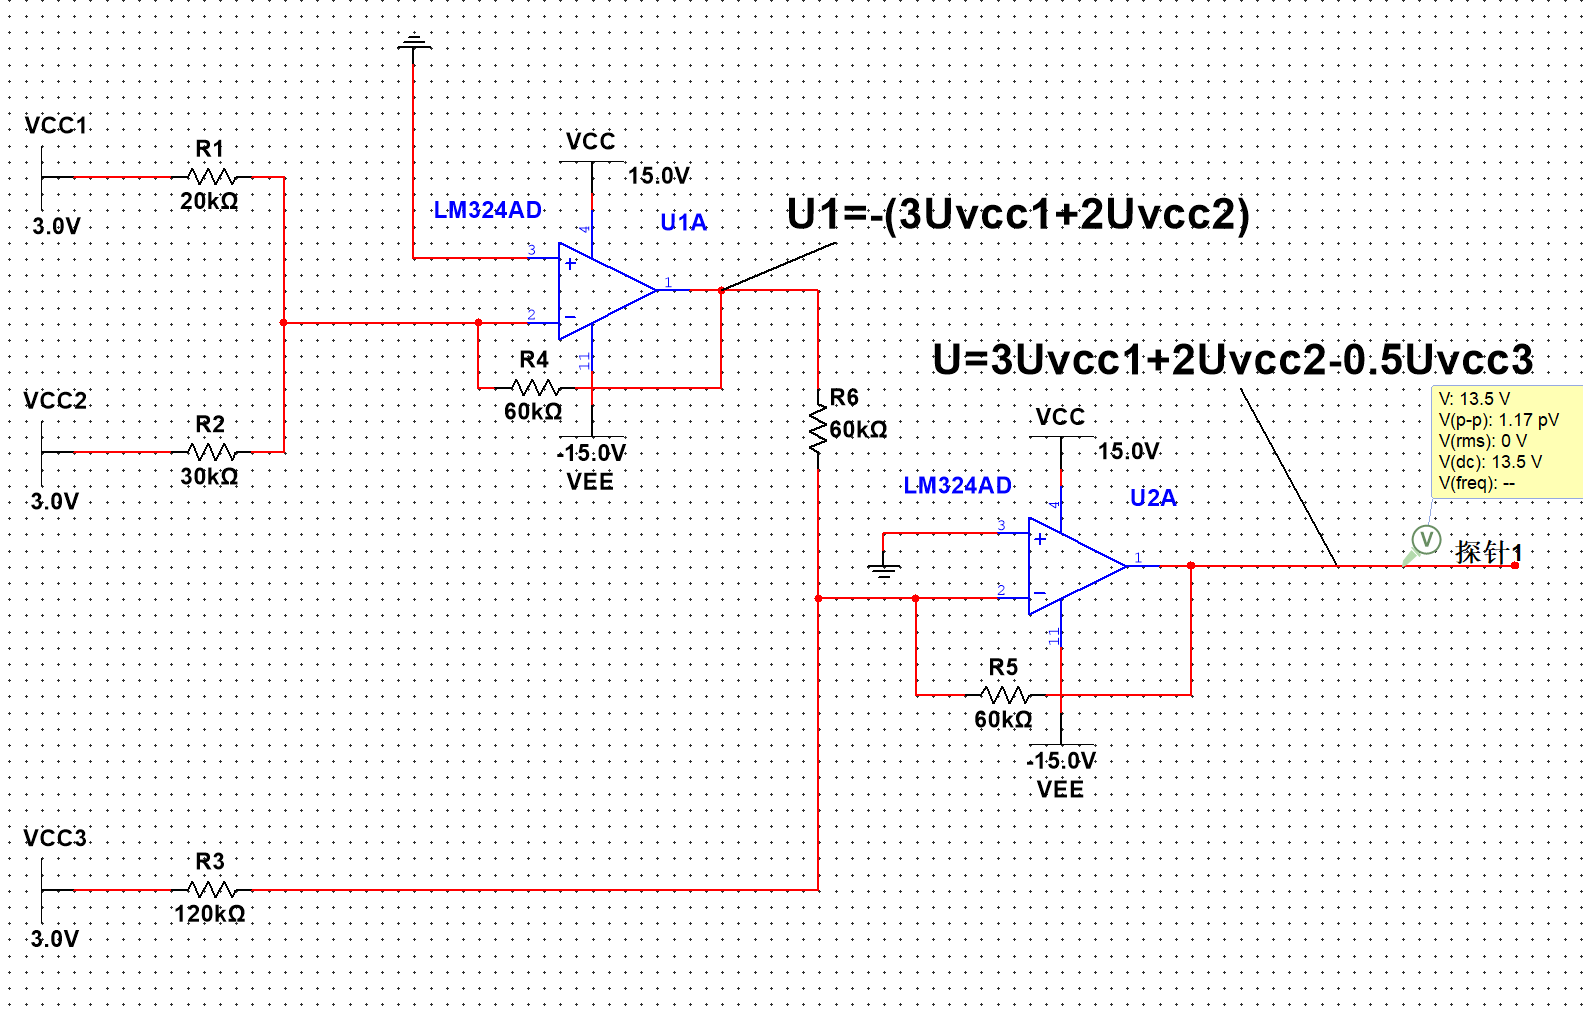 VCC1
R1
20kΩ
3.0V
VCC
15.0V
LM324AD
U1A
4
3
+
1
2
−
11
U1=-(3Uvcc1+2Uvcc2)
R4
60kΩ
-15.0V
VEE
VCC2
R2
30kΩ
3.0V
R6
60kΩ
U=3Uvcc1+2Uvcc2-0.5Uvcc3
V: 13.5 V
V(p-p): 1.17 pV
V(rms): 0 V
V(dc): 13.5 V
V(freq): --
V
探针1
VCC
15.0V
LM324AD
U2A
4
3
+
1
2
−
11
R5
60kΩ
-15.0V
VEE
VCC3
R3
120kΩ
3.0V